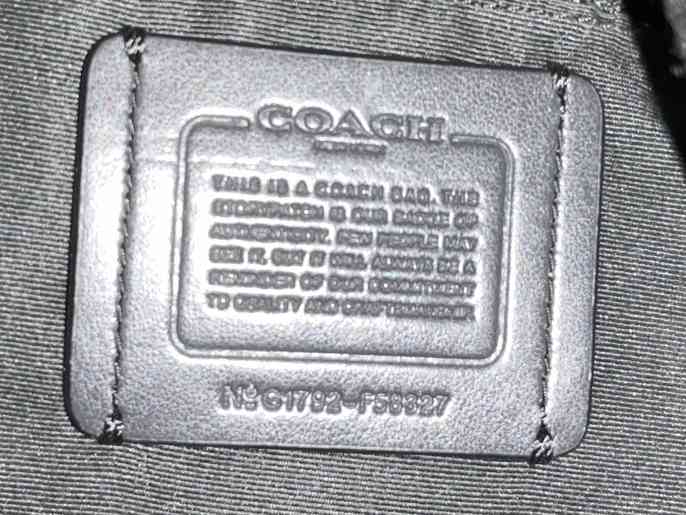 COACH
THIS IS A COACH BAG. THE
STORYPATCH IS OUR BADGE OF
AUTHENTICITY. FEW PEOPLE MAY
SEE IT, BUT IT WILL ALWAYS BE A
REMINDER OF OUR COMMITMENT
TO QUALITY AND CRAFTSMANSHIP.
Nº G1792-F58327